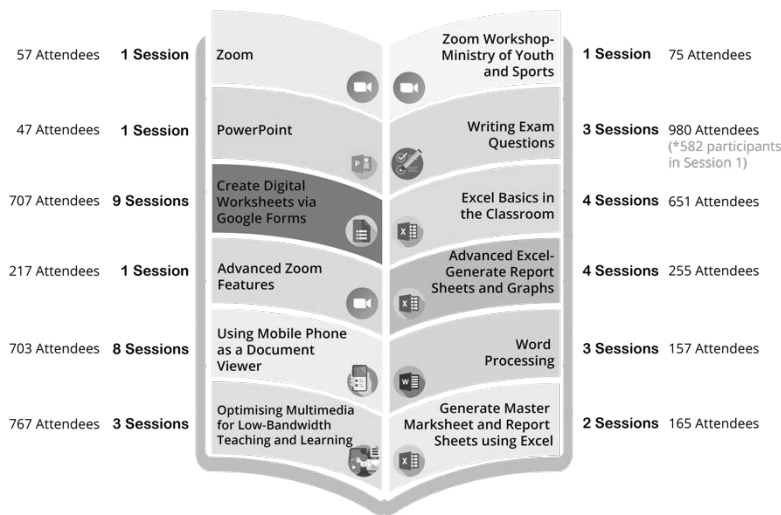 57 Attendees 1 Session Zoom
Zoom Workshop-
Ministry of Youth
and Sports
1 Session 75 Attendees
47 Attendees 1 Session PowerPoint
Writing Exam
Questions
3 Sessions 980 Attendees
(*582 participants
in Session 1)
707 Attendees 9 Sessions
Create Digital
Worksheets via
Google Forms
Excel Basics in
the Classroom
4 Sessions 651 Attendees
217 Attendees 1 Session
Advanced Zoom
Features
Advanced Excel-
Generate Report
Sheets and Graphs
4 Sessions 255 Attendees
703 Attendees 8 Sessions
Using Mobile Phone
as a Document
Viewer
Word
Processing
3 Sessions 157 Attendees
767 Attendees 3 Sessions
Optimising Multimedia
for Low-Bandwidth
Teaching and Learning
Generate Master
Marksheet and Report
Sheets using Excel
2 Sessions 165 Attendees